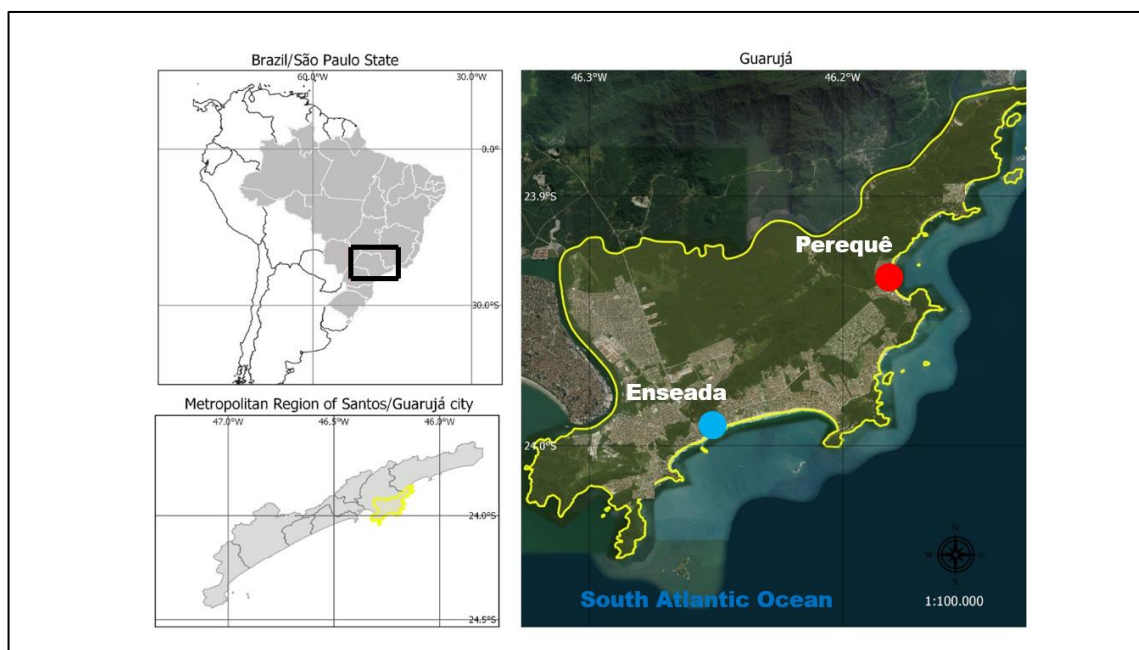 Brazil/São Paulo State
60.0°W
30.0°W
0.0°
30.0°S
Metropolitan Region of Santos/Guarujá city
47.0°W
46.5°W
46.0°W
24.0°S
24.5°S
Guarujá
46.3°W
46.2°W
23.9°S
Perequê
Enseada
24.0°S
N
W
E
S
South Atlantic Ocean
1:100.000